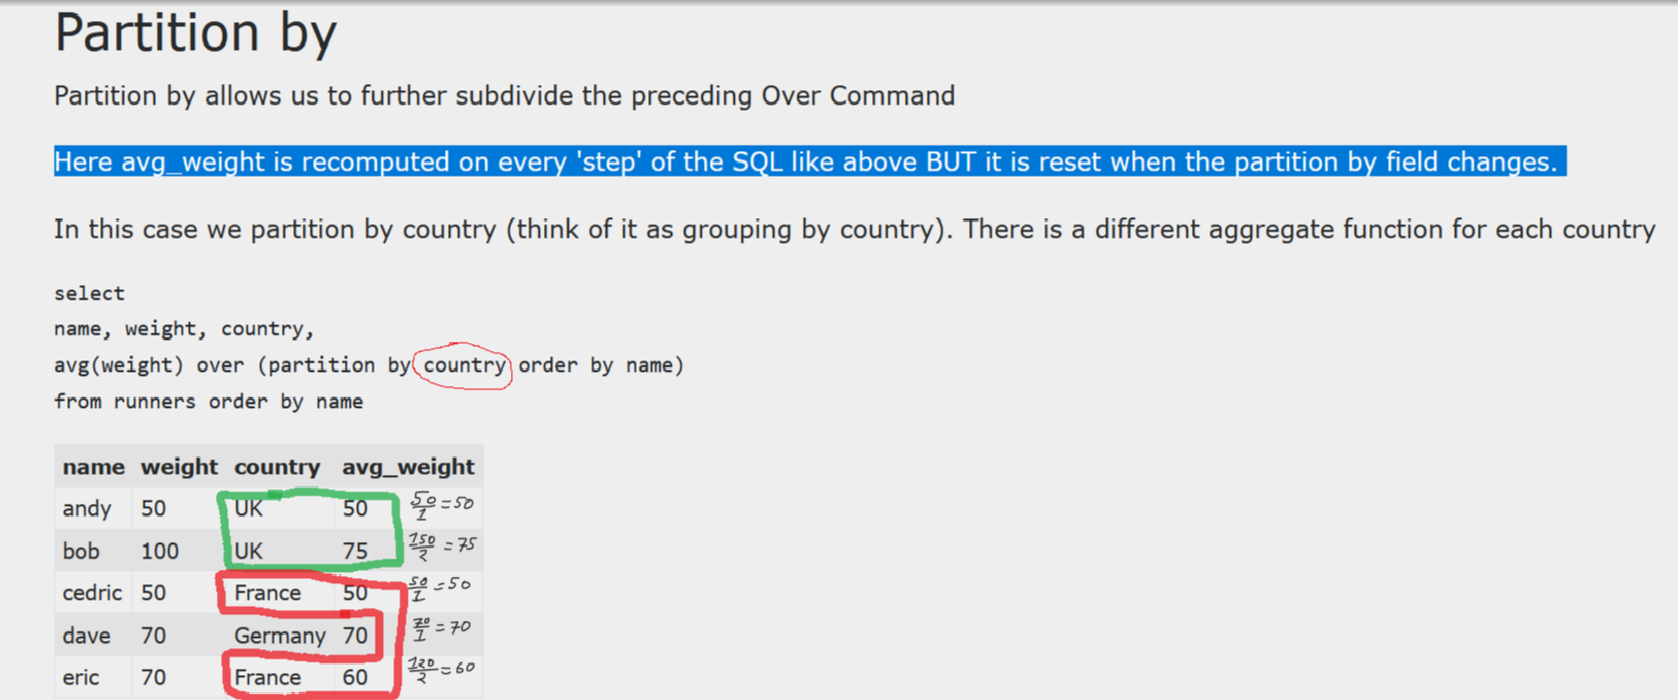 Partition by
Partition by allows us to further subdivide the preceding Over Command
Here avg_weight is recomputed on every 'step' of the SQL like above BUT it is reset when the partition by field changes.
In this case we partition by country (think of it as grouping by country). There is a different aggregate function for each country
select
name, weight, country,
avg(weight) over (partition by country order by name)
from runners order by name
name weight country avg_weight
andy 50 UK 50 50/1 = 50
bob 100 UK 75 150/2 = 75
cedric 50 France 50 50/1 = 50
dave 70 Germany 70 70/1 = 70
eric 70 France 60 120/2 = 60